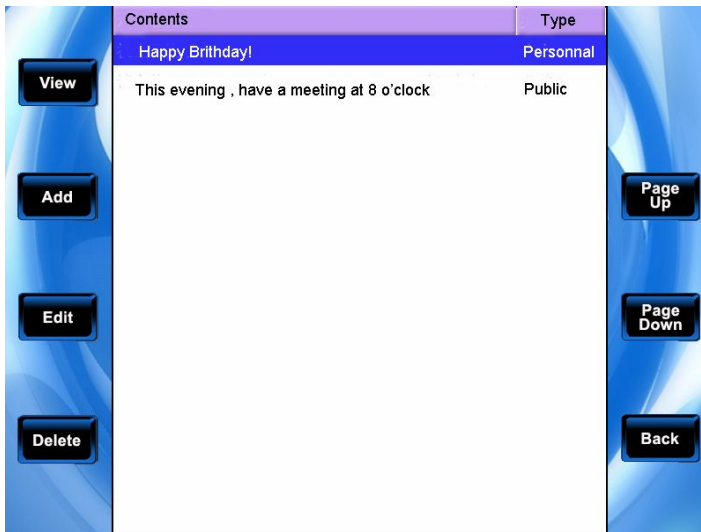 Contents Type
Happy Brithday! Personnal
View
This evening , have a meeting at 8 o'clock Public
Add
Page
Up
Edit
Page
Down
Delete
Back